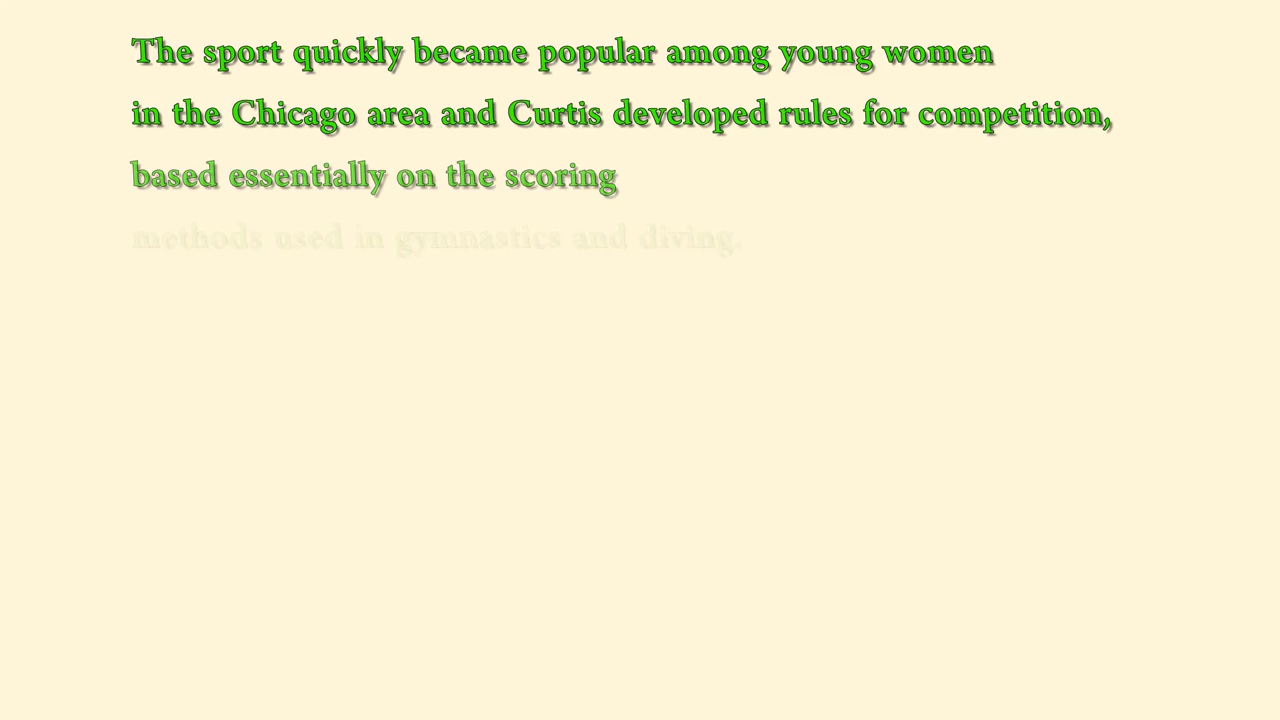 The sport quickly became popular among young women
in the Chicago area and Curtis developed rules for competition,
based essentially on the scoring
methods used in gymnastics and diving.